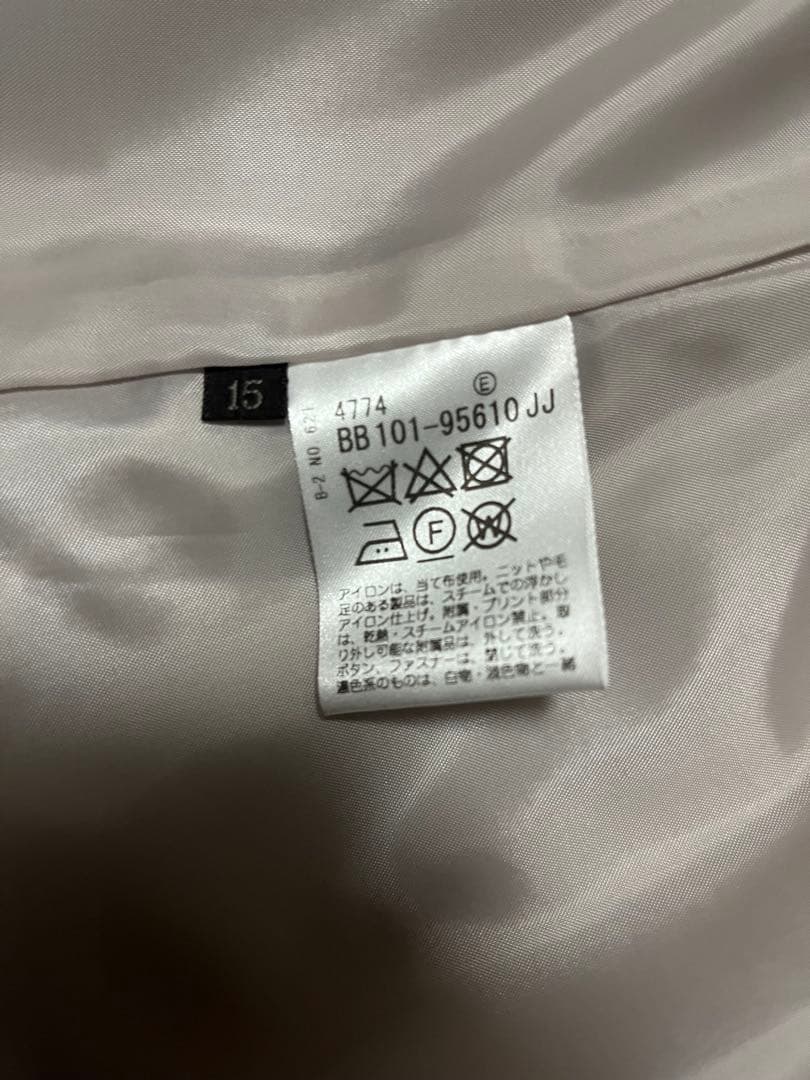 15
B-2 NO 621
4774 Ⓔ
BB101-95610 JJ
F
W
アイロンは、当て布使用。ニットや毛
足のある製品は、スチームでの浮かし
アイロン仕上げ。附属・プリント部分
は、乾熱・スチームアイロン禁止。取
り外し可能な附属品は、外して洗う。
ボタン、ファスナーは、閉じて洗う。
濃色系のものは、白物・淡色物と一緒